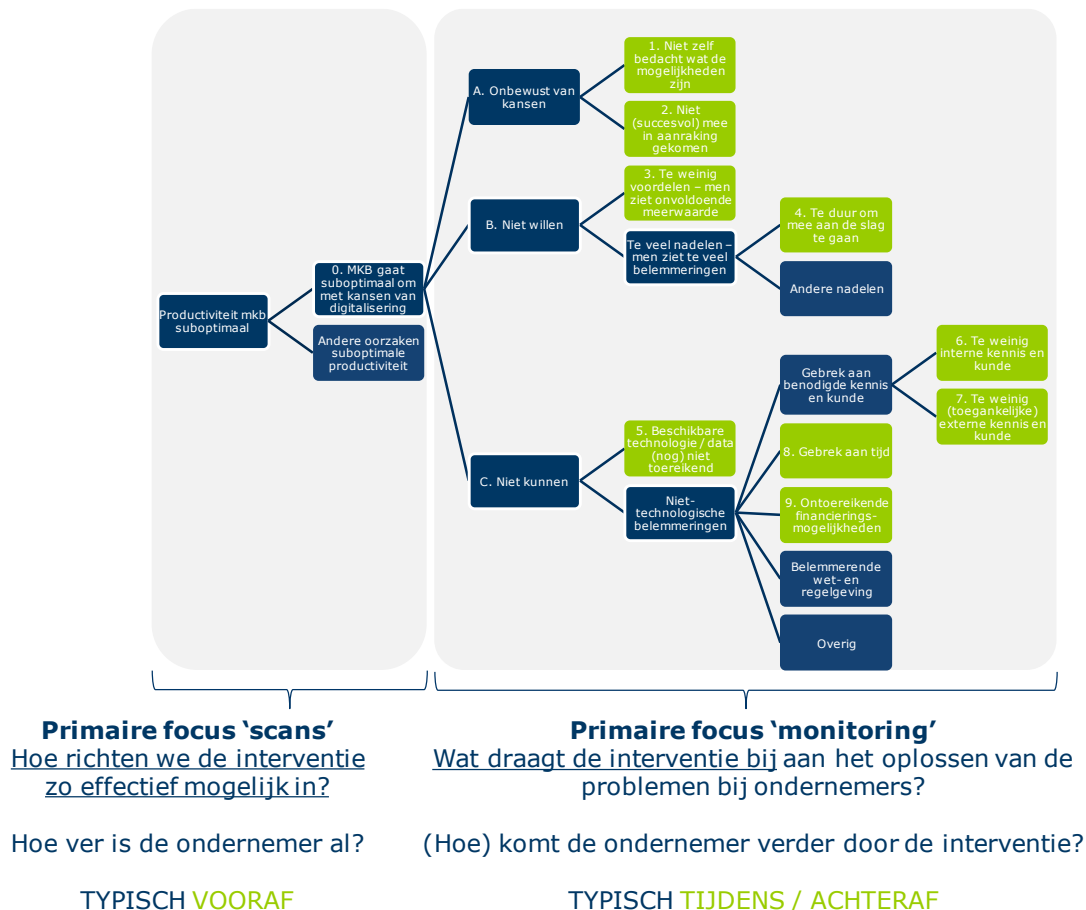 Productiviteit mkb
suboptimaal
0. MKB gaat
suboptimaal om
met kansen van
digitalisering
Andere oorzaken
suboptimale
productiviteit
A. Onbewust van
kansen
1. Niet zelf
bedacht wat de
mogelijkheden
zijn
2. Niet
(succesvol) mee
in aanraking
gekomen
B. Niet willen
3. Te weinig
voordelen – men
ziet onvoldoende
meerwaarde
Te veel nadelen –
men ziet te veel
belemmeringen
4. Te duur om
mee aan de slag
te gaan
Andere nadelen
C. Niet kunnen
5. Beschikbare
technologie / data
(nog) niet
toereikend
Niet-
technologische
belemmeringen
Gebrek aan
benodigde kennis
en kunde
6. Te weinig
interne kennis en
kunde
7. Te weinig
(toegankelijke)
externe kennis en
kunde
8. Gebrek aan tijd
9. Ontoereikende
financierings-
mogelijkheden
Belemmerende
wet- en
regelgeving
Overig
Primaire focus ‘scans’
Hoe richten we de interventie
zo effectief mogelijk in?
Hoe ver is de ondernemer al?
TYPISCH VOORAF
Primaire focus ‘monitoring’
Wat draagt de interventie bij aan het oplossen van de
problemen bij ondernemers?
(Hoe) komt de ondernemer verder door de interventie?
TYPISCH TIJDENS / ACHTERAF